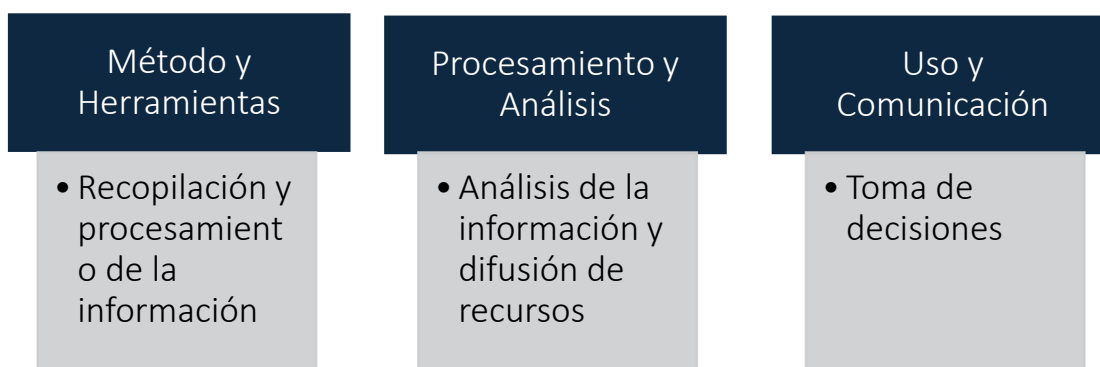 Método y
Herramientas
• Recopilación y
procesamient
o de la
información
Procesamiento y
Análisis
• Análisis de la
información y
difusión de
recursos
Uso y
Comunicación
• Toma de
decisiones